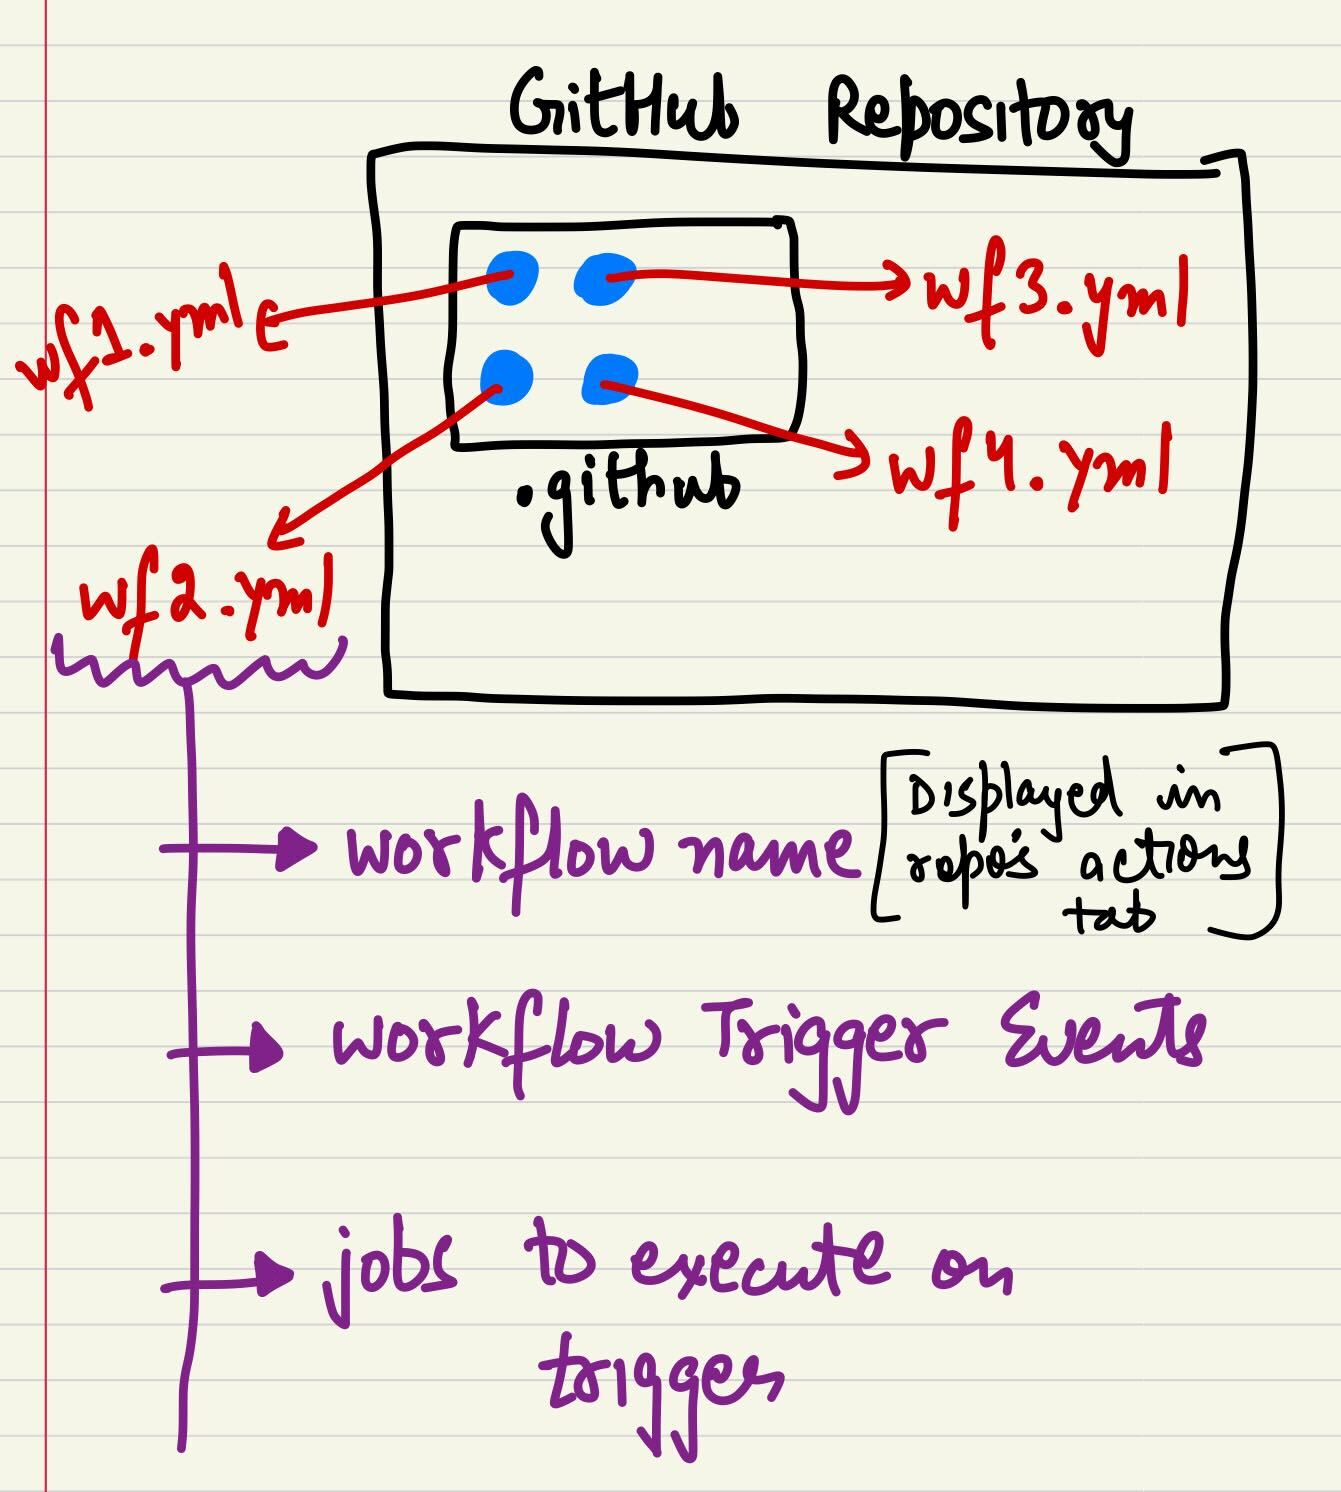 GitHub Repository
wf1.yml
wf3.yml
wf4.yml
.github
wf2.yml
workflow name
Displayed in
repo's actions
tab
workflow Trigger Events
jobs to execute on
trigger